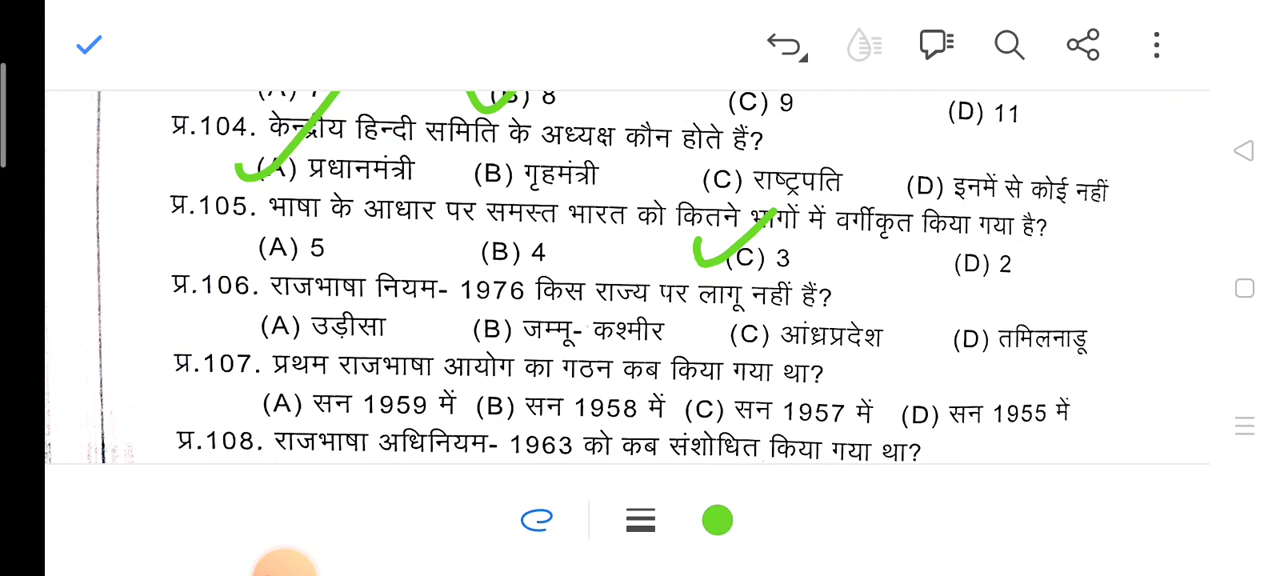 (A) 7 (B) 8 (C) 9 (D) 11
प्र.104. केन्द्रीय हिन्दी समिति के अध्यक्ष कौन होते हैं?
(A) प्रधानमंत्री (B) गृहमंत्री (C) राष्ट्रपति (D) इनमें से कोई नहीं
प्र.105. भाषा के आधार पर समस्त भारत को कितने भागों में वर्गीकृत किया गया है?
(A) 5 (B) 4 (C) 3 (D) 2
प्र.106. राजभाषा नियम- 1976 किस राज्य पर लागू नहीं हैं?
(A) उड़ीसा (B) जम्मू- कश्मीर (C) आंध्रप्रदेश (D) तमिलनाडू
प्र.107. प्रथम राजभाषा आयोग का गठन कब किया गया था?
(A) सन 1959 में (B) सन 1958 में (C) सन 1957 में (D) सन 1955 में
प्र.108. राजभाषा अधिनियम- 1963 को कब संशोधित किया गया था?